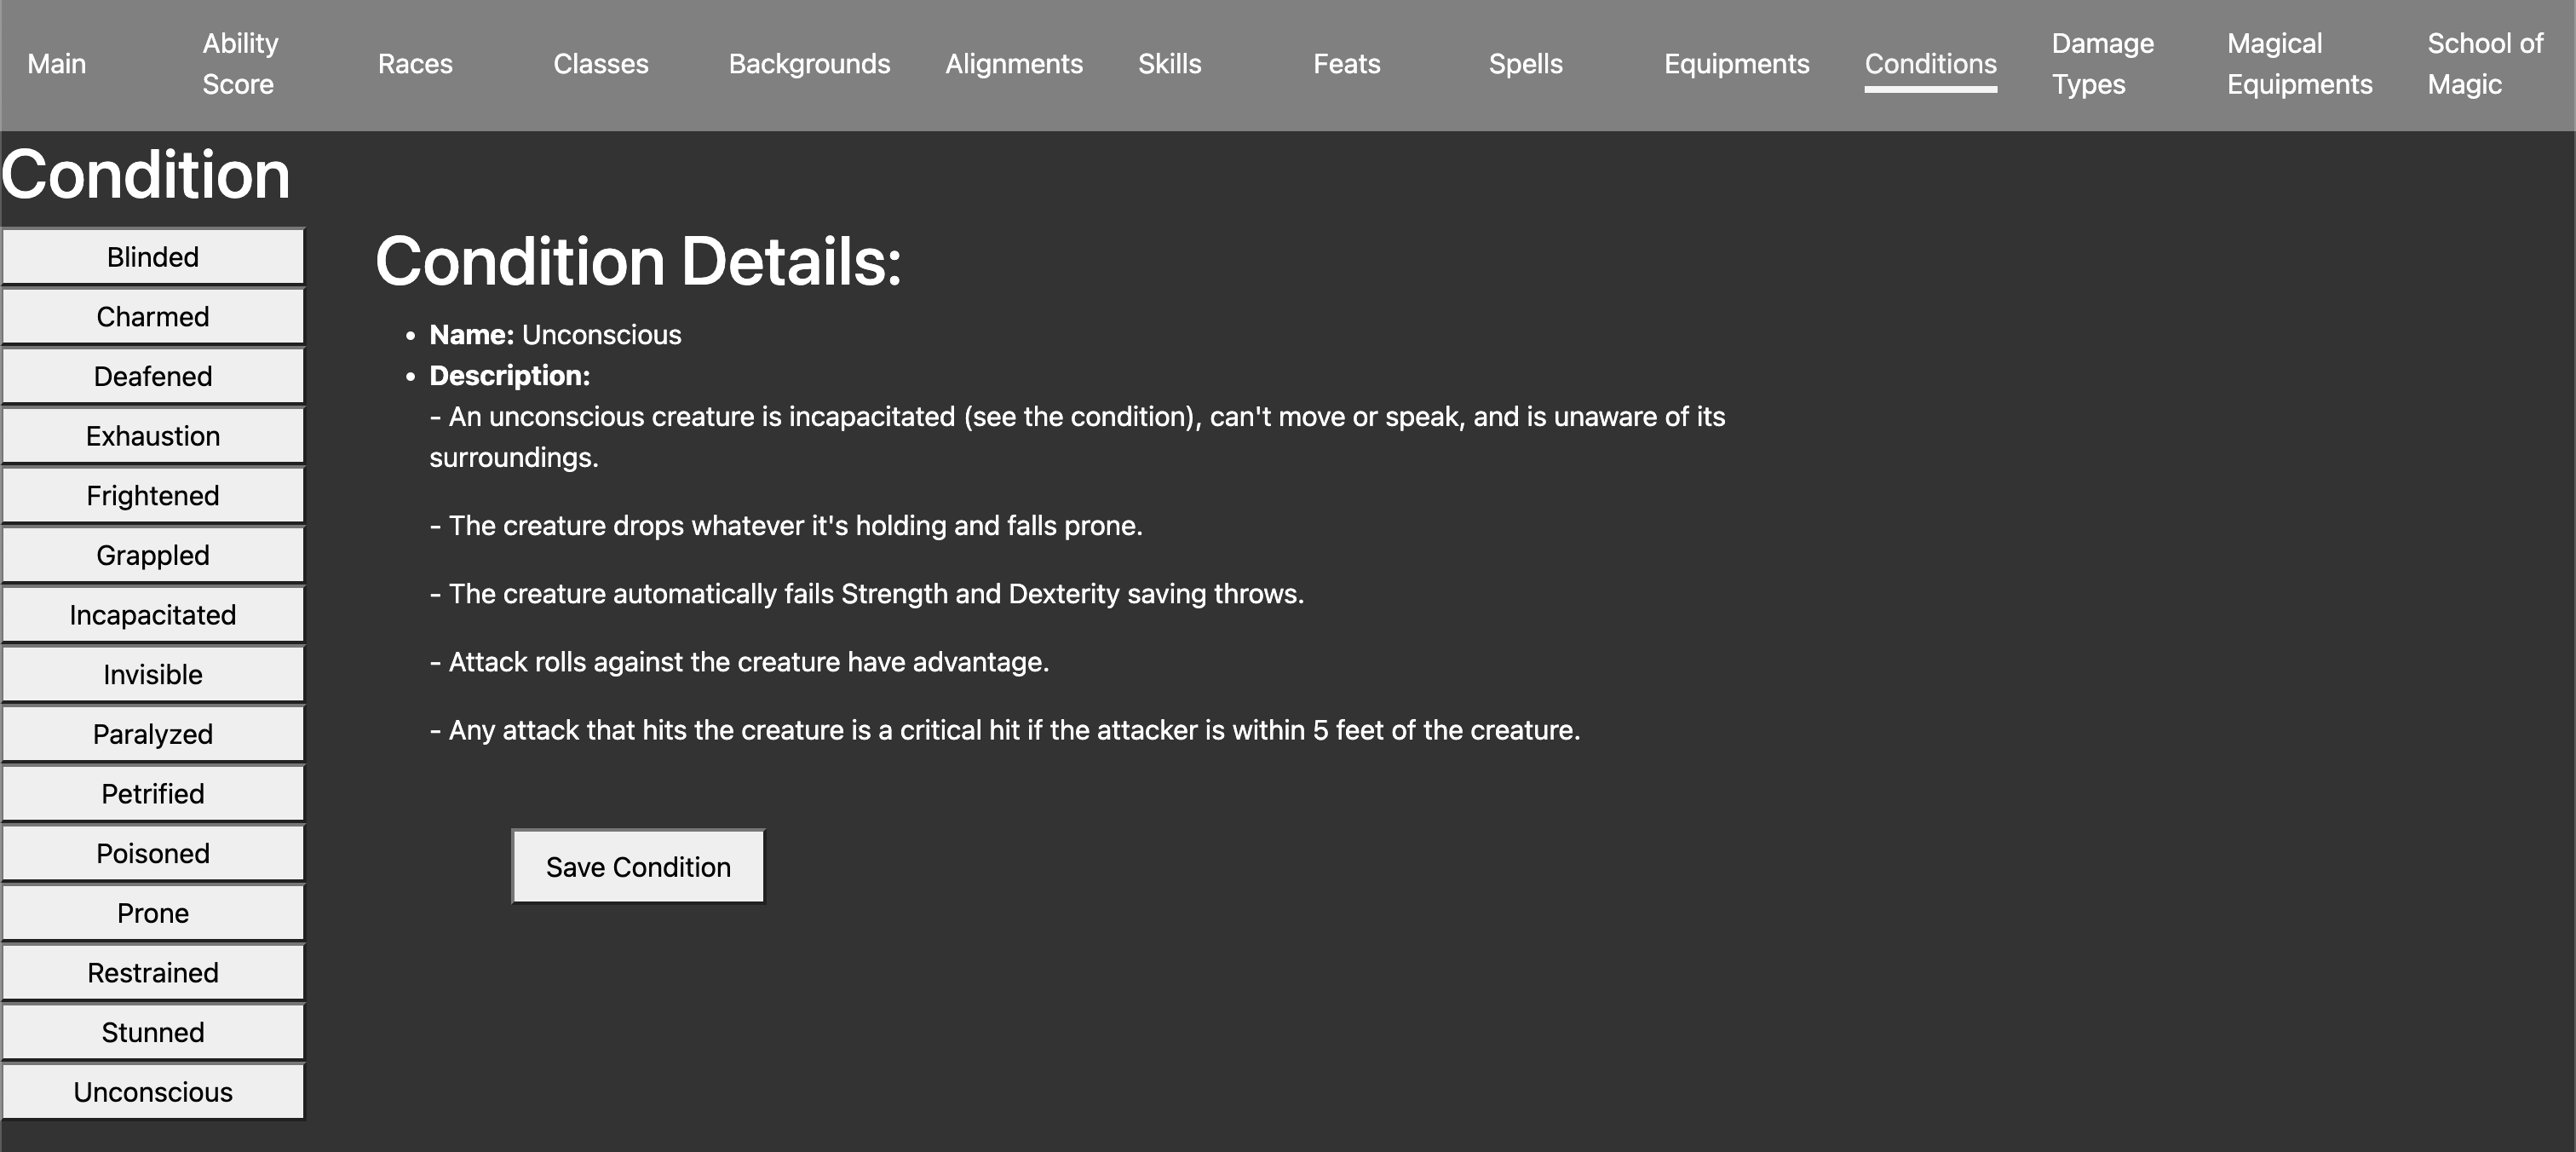 Main
Ability
Score
Races
Classes
Backgrounds
Alignments
Skills
Feats
Spells
Equipments
Conditions
Damage
Types
Magical
Equipments
School of
Magic
Condition
Blinded
Charmed
Deafened
Exhaustion
Frightened
Grappled
Incapacitated
Invisible
Paralyzed
Petrified
Poisoned
Prone
Restrained
Stunned
Unconscious
Condition Details:
• Name: Unconscious
• Description:
- An unconscious creature is incapacitated (see the condition), can't move or speak, and is unaware of its
surroundings.
- The creature drops whatever it's holding and falls prone.
- The creature automatically fails Strength and Dexterity saving throws.
- Attack rolls against the creature have advantage.
- Any attack that hits the creature is a critical hit if the attacker is within 5 feet of the creature.
Save Condition